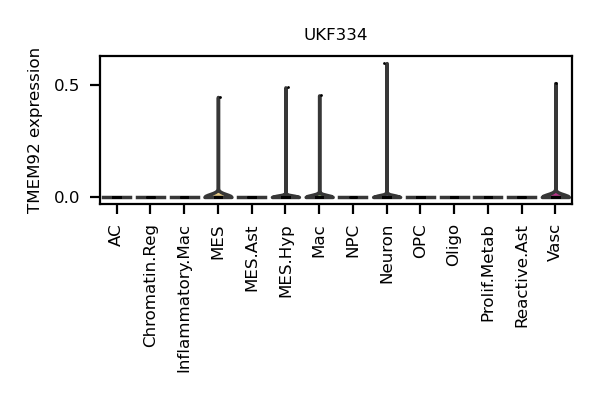 UKF334
TMEM92 expression
0.5
0.0
AC
Chromatin.Reg
Inflammatory.Mac
MES
MES.Ast
MES.Hyp
Mac
NPC
Neuron
OPC
Oligo
Prolif.Metab
Reactive.Ast
Vasc